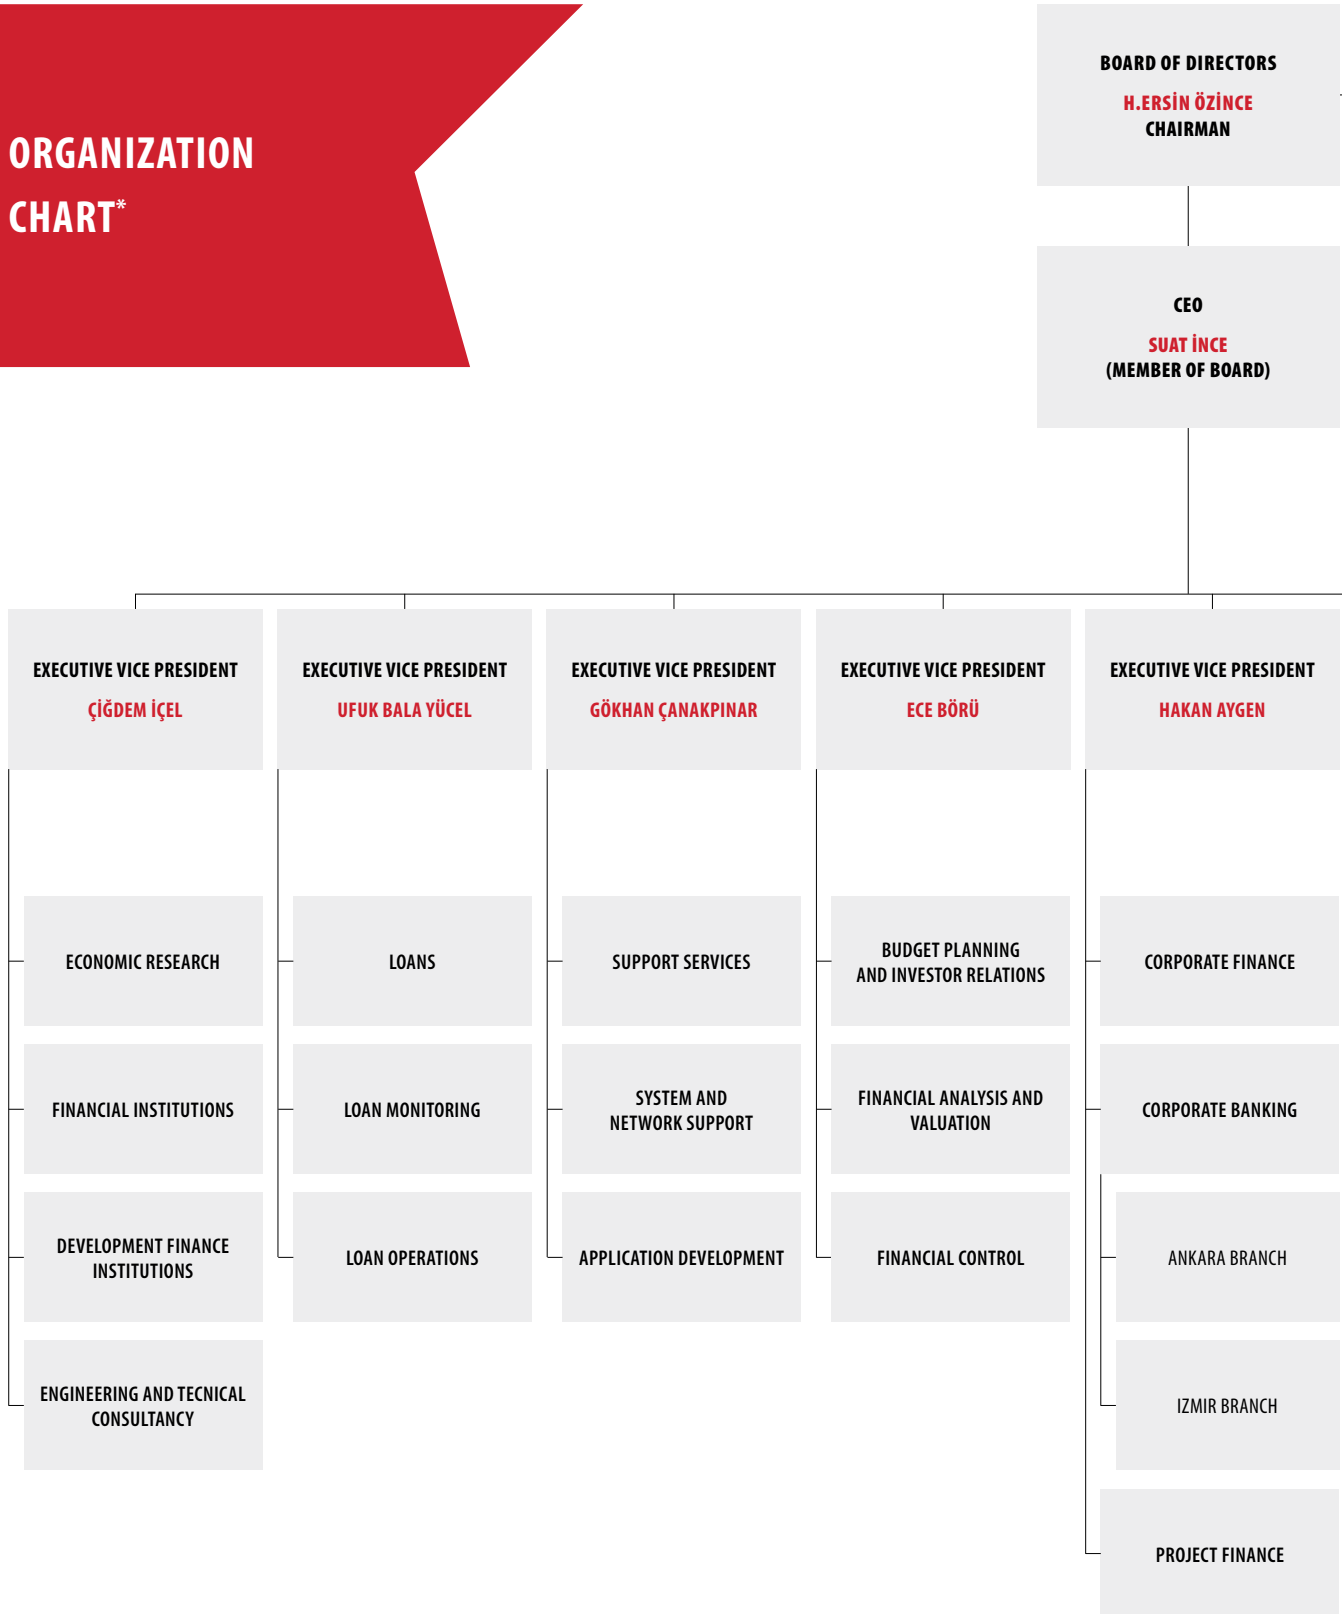 ORGANIZATION
CHART*
BOARD OF DIRECTORS
H.ERSİN ÖZİNCE
CHAIRMAN
CEO
SUAT İNCE
(MEMBER OF BOARD)
EXECUTIVE VICE PRESIDENT
ÇİĞDEM İÇEL
ECONOMIC RESEARCH
FINANCIAL INSTITUTIONS
DEVELOPMENT FINANCE
INSTITUTIONS
ENGINEERING AND TECNICAL
CONSULTANCY
EXECUTIVE VICE PRESIDENT
UFUK BALA YÜCEL
LOANS
LOAN MONITORING
LOAN OPERATIONS
EXECUTIVE VICE PRESIDENT
GÖKHAN ÇANAKPINAR
SUPPORT SERVICES
SYSTEM AND
NETWORK SUPPORT
APPLICATION DEVELOPMENT
EXECUTIVE VICE PRESIDENT
ECE BÖRÜ
BUDGET PLANNING
AND INVESTOR RELATIONS
FINANCIAL ANALYSIS AND
VALUATION
FINANCIAL CONTROL
EXECUTIVE VICE PRESIDENT
HAKAN AYGEN
CORPORATE FINANCE
CORPORATE BANKING
ANKARA BRANCH
IZMIR BRANCH
PROJECT FINANCE